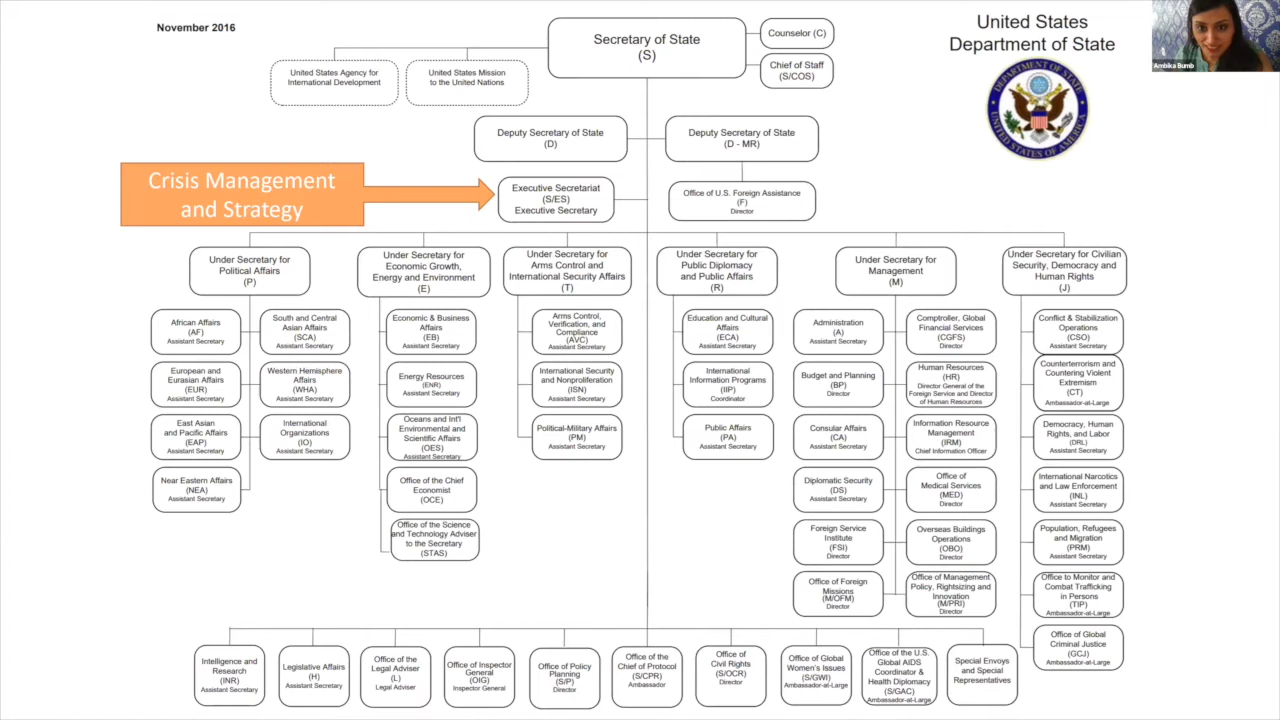 November 2016
United States
Department of State
Ambika Bumb
DEPARTMENT OF STATE
UNITED STATES OF AMERICA
Secretary of State
(S)
Counselor (C)
Chief of Staff
(S/COS)
United States Agency for
International Development
United States Mission
to the United Nations
Deputy Secretary of State
(D)
Deputy Secretary of State
(D - MR)
Crisis Management
and Strategy
Executive Secretariat
(S/ES)
Executive Secretary
Office of U.S. Foreign Assistance
(F)
Director
Under Secretary for
Political Affairs
(P)
Under Secretary for
Economic Growth,
Energy and Environment
(E)
Under Secretary for
Arms Control and
International Security Affairs
(T)
Under Secretary for
Public Diplomacy
and Public Affairs
(R)
Under Secretary for
Management
(M)
Under Secretary for Civilian
Security, Democracy and
Human Rights
(J)
African Affairs
(AF)
Assistant Secretary
South and Central
Asian Affairs
(SCA)
Assistant Secretary
European and
Eurasian Affairs
(EUR)
Assistant Secretary
Western Hemisphere
Affairs
(WHA)
Assistant Secretary
East Asian
and Pacific Affairs
(EAP)
Assistant Secretary
International
Organizations
(IO)
Assistant Secretary
Near Eastern Affairs
(NEA)
Assistant Secretary
Economic & Business
Affairs
(EB)
Assistant Secretary
Energy Resources
(ENR)
Assistant Secretary
Oceans and Int'l
Environmental and
Scientific Affairs
(OES)
Assistant Secretary
Office of the Chief
Economist
(OCE)
Office of the Science
and Technology Adviser
to the Secretary
(STAS)
Arms Control,
Verification, and
Compliance
(AVC)
Assistant Secretary
International Security
and Nonproliferation
(ISN)
Assistant Secretary
Political-Military Affairs
(PM)
Assistant Secretary
Education and Cultural
Affairs
(ECA)
Assistant Secretary
International
Information Programs
(IIP)
Coordinator
Public Affairs
(PA)
Assistant Secretary
Administration
(A)
Assistant Secretary
Comptroller, Global
Financial Services
(CGFS)
Director
Budget and Planning
(BP)
Director
Human Resources
(HR)
Director General of the
Foreign Service and Director
of Human Resources
Consular Affairs
(CA)
Assistant Secretary
Information Resource
Management
(IRM)
Chief Information Officer
Diplomatic Security
(DS)
Assistant Secretary
Office of
Medical Services
(MED)
Director
Foreign Service
Institute
(FSI)
Director
Overseas Buildings
Operations
(OBO)
Director
Office of Foreign
Missions
(M/OFM)
Director
Office of Management
Policy, Rightsizing and
Innovation
(M/PRI)
Director
Conflict & Stabilization
Operations
(CSO)
Assistant Secretary
Counterterrorism and
Countering Violent
Extremism
(CT)
Ambassador-at-Large
Democracy, Human
Rights, and Labor
(DRL)
Assistant Secretary
International Narcotics
and Law Enforcement
(INL)
Assistant Secretary
Population, Refugees
and Migration
(PRM)
Assistant Secretary
Office to Monitor and
Combat Trafficking
in Persons
(TIP)
Ambassador-at-Large
Office of Global
Criminal Justice
(GCJ)
Ambassador-at-Large
Intelligence and
Research
(INR)
Assistant Secretary
Legislative Affairs
(H)
Assistant Secretary
Office of the
Legal Adviser
(L)
Legal Adviser
Office of Inspector
General
(OIG)
Inspector General
Office of Policy
Planning
(S/P)
Director
Office of the
Chief of Protocol
(S/CPR)
Ambassador
Office of
Civil Rights
(S/OCR)
Director
Office of Global
Women's Issues
(S/GWI)
Ambassador-at-Large
Office of the U.S.
Global AIDS
Coordinator &
Health Diplomacy
(S/GAC)
Ambassador-at-Large
Special Envoys
and Special
Representatives